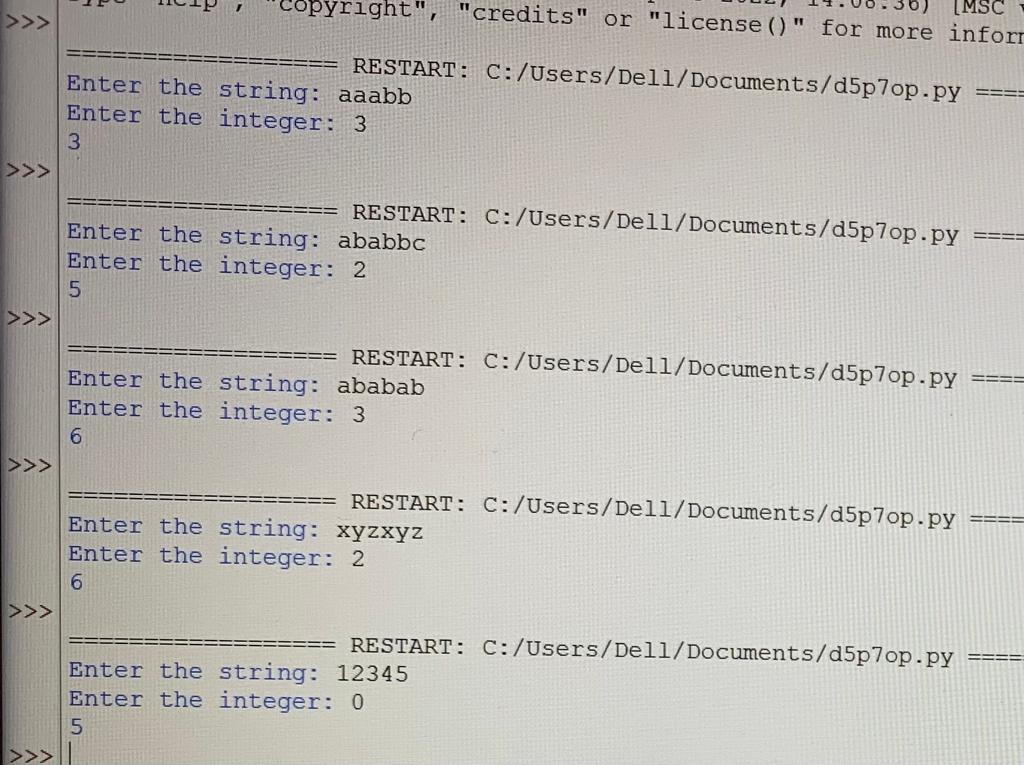 "copyright", "credits" or "license()" for more
>>>
================== RESTART: C:/Users/Dell/Documents/d5p7op.py ====
Enter the string: aaabb
Enter the integer: 3
3
>>>
================== RESTART: C:/Users/Dell/Documents/d5p7op.py ====
Enter the string: ababbc
Enter the integer: 2
5
>>>
================== RESTART: C:/Users/Dell/Documents/d5p7op.py ====
Enter the string: ababab
Enter the integer: 3
6
>>>
================== RESTART: C:/Users/Dell/Documents/d5p7op.py ====
Enter the string: xyzxyz
Enter the integer: 2
6
>>>
================== RESTART: C:/Users/Dell/Documents/d5p7op.py ====
Enter the string: 12345
Enter the integer: 0
5
>>>